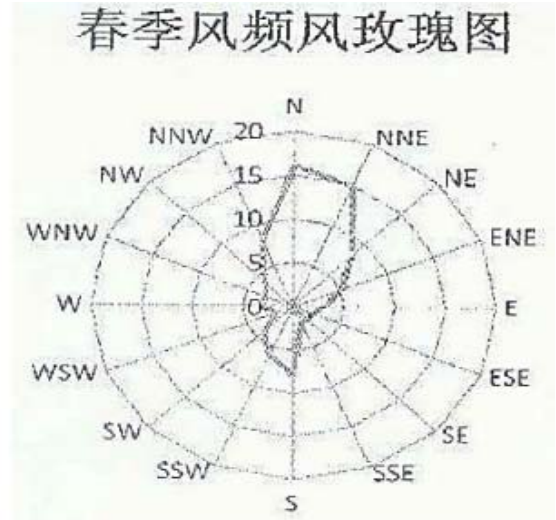 春季风频风玫瑰图
N
NNW 20 NNE
NW 15 NE
WNW 10 ENE
5
W 0 E
WSW ESE
SW SE
SSW SSE
S